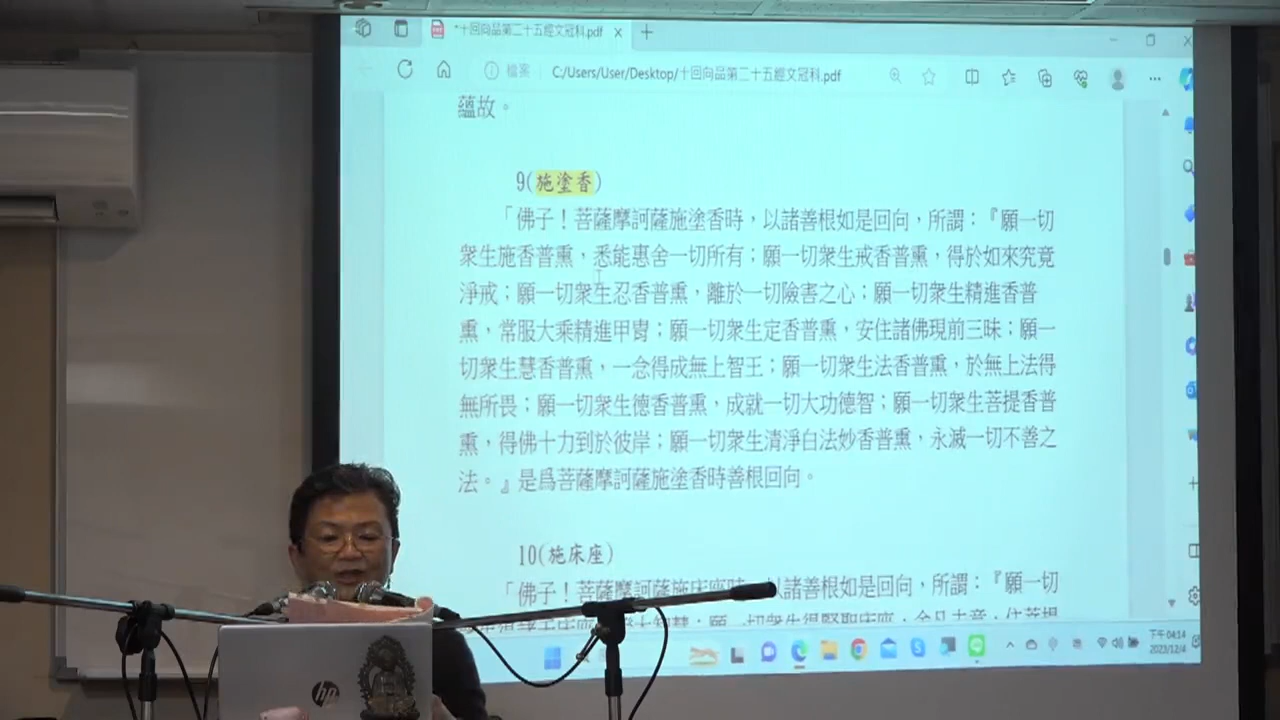 十回向品第二十五經文冠科.pdf
檔案 C:/Users/User/Desktop/十回向品第二十五經文冠科.pdf
蘊故。
9(施塗香)
「佛子！菩薩摩訶薩施塗香時，以諸善根如是回向，所謂：『願一切
衆生施香普熏，悉能惠舍一切所有；願一切衆生戒香普熏，得於如來究竟
淨戒；願一切衆生忍香普熏，離於一切險害之心；願一切衆生精進香普
熏，常服大乘精進甲冑；願一切衆生定香普熏，安住諸佛現前三昧；願一
切衆生慧香普熏，一念得成無上智王；願一切衆生法香普熏，於無上法得
無所畏；願一切衆生德香普熏，成就一切大功德智；願一切衆生菩提香普
熏，得佛十力到於彼岸；願一切衆生清淨白法妙香普熏，永滅一切不善之
法。』是爲菩薩摩訶薩施塗香時善根回向。
10(施床座)
「佛子！菩薩摩訶薩施床座時，以諸善根如是回向，所謂：『願一切
下午 04:14
2023/12/4
hp